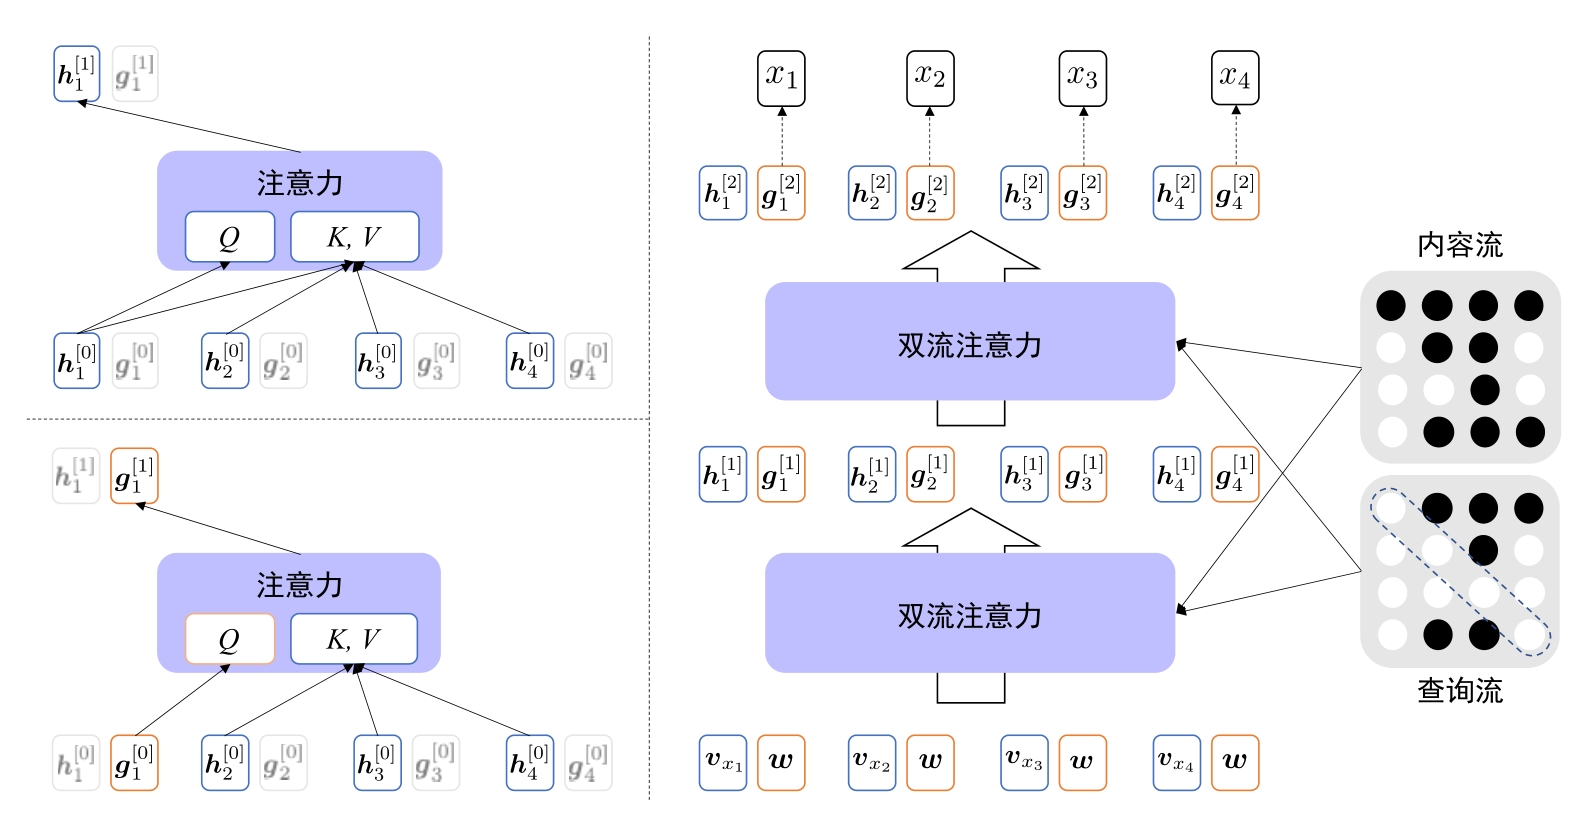 h_1^{[1]} g_1^{[1]}
注意力
Q K, V
h_1^{[0]} g_1^{[0]} h_2^{[0]} g_2^{[0]} h_3^{[0]} g_3^{[0]} h_4^{[0]} g_4^{[0]}
h_1^{[1]} g_1^{[1]}
注意力
Q K, V
h_1^{[0]} g_1^{[0]} h_2^{[0]} g_2^{[0]} h_3^{[0]} g_3^{[0]} h_4^{[0]} g_4^{[0]}
x_1 x_2 x_3 x_4
h_1^{[2]} g_1^{[2]} h_2^{[2]} g_2^{[2]} h_3^{[2]} g_3^{[2]} h_4^{[2]} g_4^{[2]}
双流注意力
h_1^{[1]} g_1^{[1]} h_2^{[1]} g_2^{[1]} h_3^{[1]} g_3^{[1]} h_4^{[1]} g_4^{[1]}
双流注意力
v_{x_1} w v_{x_2} w v_{x_3} w v_{x_4} w
内容流
查询流